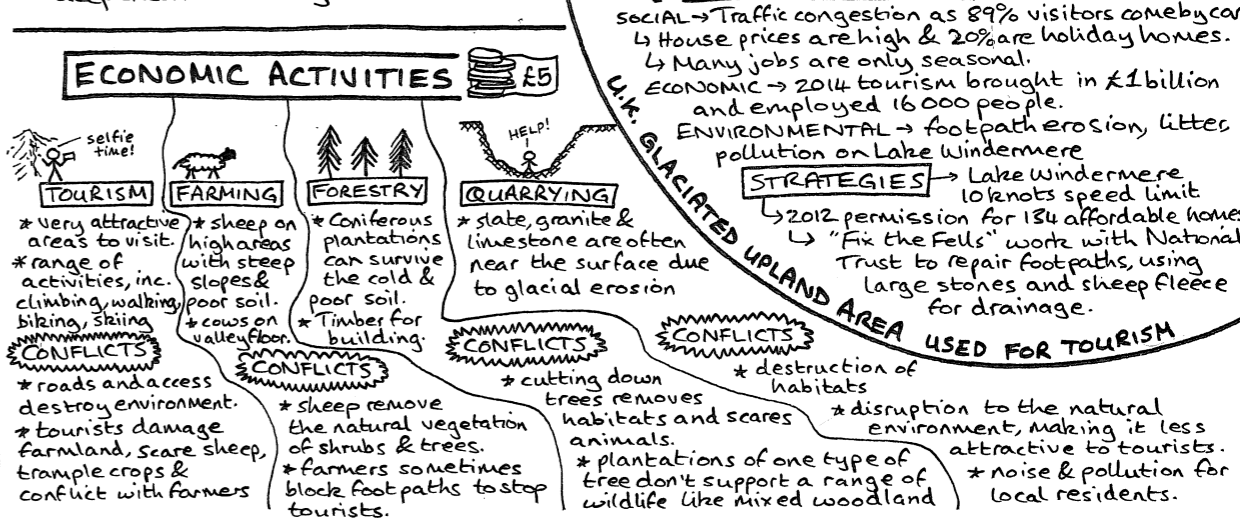 SOCIAL → Traffic congestion as 89% visitors come by car
↳ House prices are high & 20% are holiday homes.
↳ Many jobs are only seasonal.
ECONOMIC → 2014 tourism brought in £1 billion
and employed 16 000 people.
ENVIRONMENTAL → footpath erosion, litter,
pollution on Lake Windermere
STRATEGIES → Lake Windermere
10 knots speed limit
↳ 2012 permission for 134 affordable homes
↳ "Fix the Fells" work with National
Trust to repair footpaths, using
large stones and sheep fleece
for drainage.
U.K. GLACIATED UPLAND AREA USED FOR TOURISM
ECONOMIC ACTIVITIES
£5
selfie
time!
TOURISM
* very attractive
areas to visit.
* range of
activities, inc.
climbing, walking,
biking, skiing
CONFLICTS
* roads and access
destroy environment.
* tourists damage
farmland, scare sheep,
trample crops &
conflict with farmers
FARMING
* sheep on
high areas
with steep
slopes &
poor soil.
* cows on
valley floor.
CONFLICTS
* sheep remove
the natural vegetation
of shrubs & trees.
* farmers sometimes
block footpaths to stop
tourists.
FORESTRY
* Coniferous
plantations
can survive
the cold &
poor soil.
* Timber for
building.
CONFLICTS
* cutting down
trees removes
habitats and scares
animals.
* plantations of one type of
tree don't support a range of
wildlife like mixed woodland
HELP!
QUARRYING
* slate, granite &
limestone are often
near the surface due
to glacial erosion
CONFLICTS
* destruction of
habitats
* disruption to the natural
environment, making it less
attractive to tourists.
* noise & pollution for
local residents.